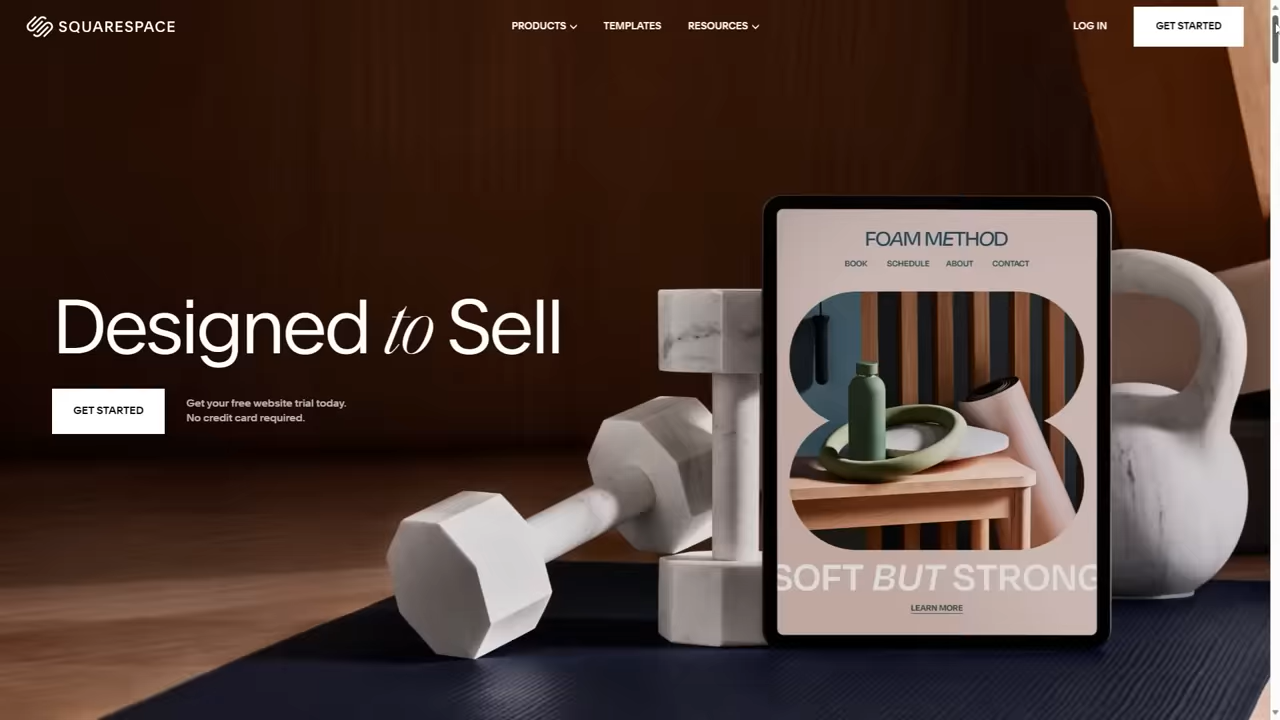 SQUARESPACE
PRODUCTS
TEMPLATES
RESOURCES
LOG IN
GET STARTED
Designed to Sell
GET STARTED
Get your free website trial today.
No credit card required.
FOAM METHOD
BOOK
SCHEDULE
ABOUT
CONTACT
SOFT BUT STRONG
LEARN MORE